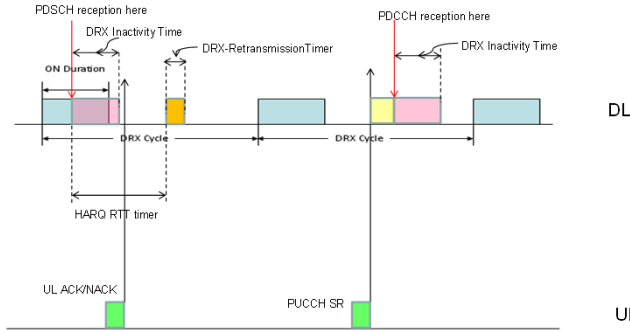 PDSCH reception here
PDCCH reception here
DRX Inactivity Time
DRX-RetransmissionTimer
DRX Inactivity Time
ON Duration
DL
DRX Cycle
DRX Cycle
HARQ RTT timer
UL ACK/NACK
PUCCH SR